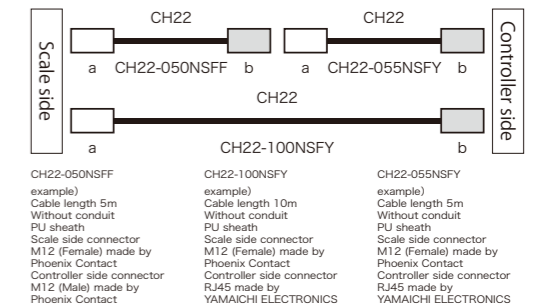 CH22 CH22
Scale side
Controller side
a CH22-050NSFF b a CH22-055NSFY b
CH22
a CH22-100NSFY b
CH22-050NSFF
example)
Cable length 5m
Without conduit
PU sheath
Scale side connector
M12 (Female) made by
Phoenix Contact
Controller side connector
M12 (Male) made by
Phoenix Contact
CH22-100NSFY
example)
Cable length 10m
Without conduit
PU sheath
Scale side connector
M12 (Female) made by
Phoenix Contact
Controller side connector
RJ45 made by
YAMAICHI ELECTRONICS
CH22-055NSFY
example)
Cable length 5m
Without conduit
PU sheath
Scale side connector
M12 (Female) made by
Phoenix Contact
Controller side connector
RJ45 made by
YAMAICHI ELECTRONICS